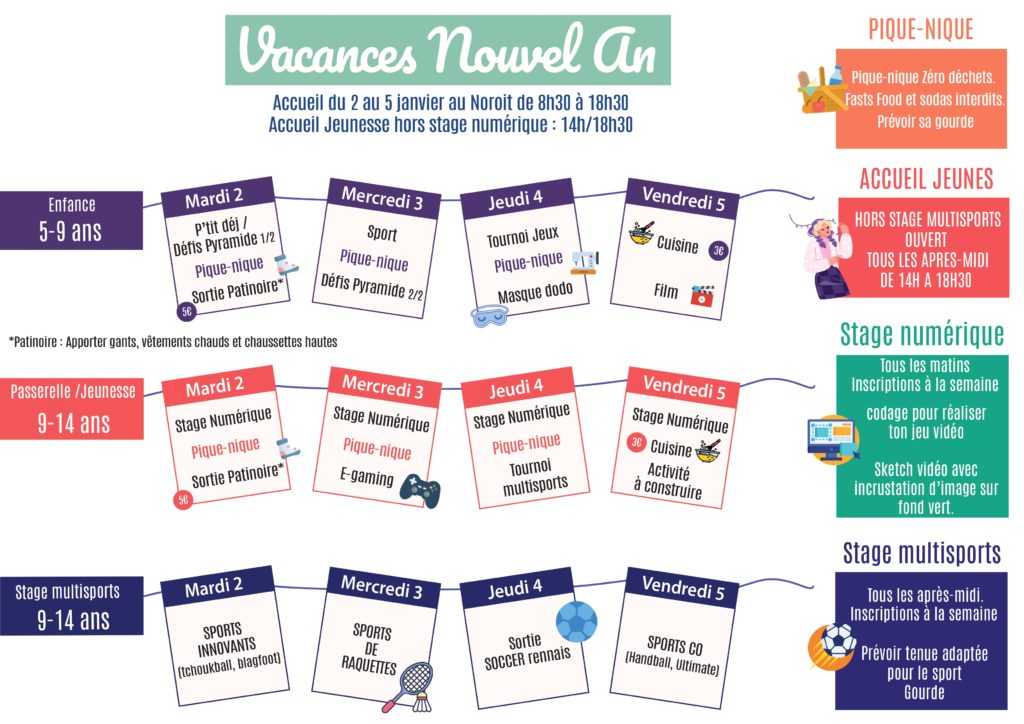 Vacances Nouvel An
Accueil du 2 au 5 janvier au Noroit de 8h30 à 18h30
Accueil Jeunesse hors stage numérique : 14h/18h30
PIQUE-NIQUE
Pique-nique Zéro déchets.
Fasts Food et sodas interdits.
Prévoir sa gourde
Enfance
5-9 ans
Mardi 2
P'tit déj /
Défis Pyramide 1/2
Pique-nique
Sortie Patinoire*
5€
Mercredi 3
Sport
Pique-nique
Défis Pyramide 2/2
Jeudi 4
Tournoi Jeux
Pique-nique
Masque dodo
Vendredi 5
Cuisine
3€
Film
ACCUEIL JEUNES
HORS STAGE MULTISPORTS
OUVERT
TOUS LES APRES-MIDI
DE 14H A 18H30
*Patinoire : Apporter gants, vêtements chauds et chaussettes hautes
Passerelle /Jeunesse
9-14 ans
Mardi 2
Stage Numérique
Pique-nique
Sortie Patinoire*
5€
Mercredi 3
Stage Numérique
Pique-nique
E-gaming
Jeudi 4
Stage Numérique
Pique-nique
Tournoi
multisports
Vendredi 5
Stage Numérique
3€
Cuisine
Activité
à construire
Stage numérique
Tous les matins
Inscriptions à la semaine
codage pour réaliser
ton jeu vidéo
Sketch vidéo avec
incrustation d'image sur
fond vert.
Stage multisports
9-14 ans
Mardi 2
SPORTS
INNOVANTS
(tchoukball, blagfoot)
Mercredi 3
SPORTS
DE
RAQUETTES
Jeudi 4
Sortie
SOCCER rennais
Vendredi 5
SPORTS CO
(Handball, Ultimate)
Stage multisports
Tous les après-midi.
Inscriptions à la semaine
Prévoir tenue adaptée
pour le sport
Gourde